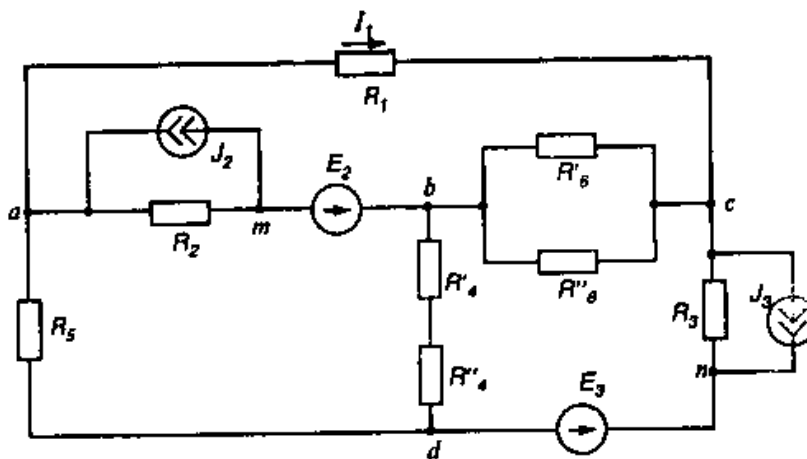 I₁
R₁
J₂
E₂
b
R'₆
a
R₂
m
c
R'₄
R''₆
J₃
R₅
R₃
R''₄
E₃
n
d